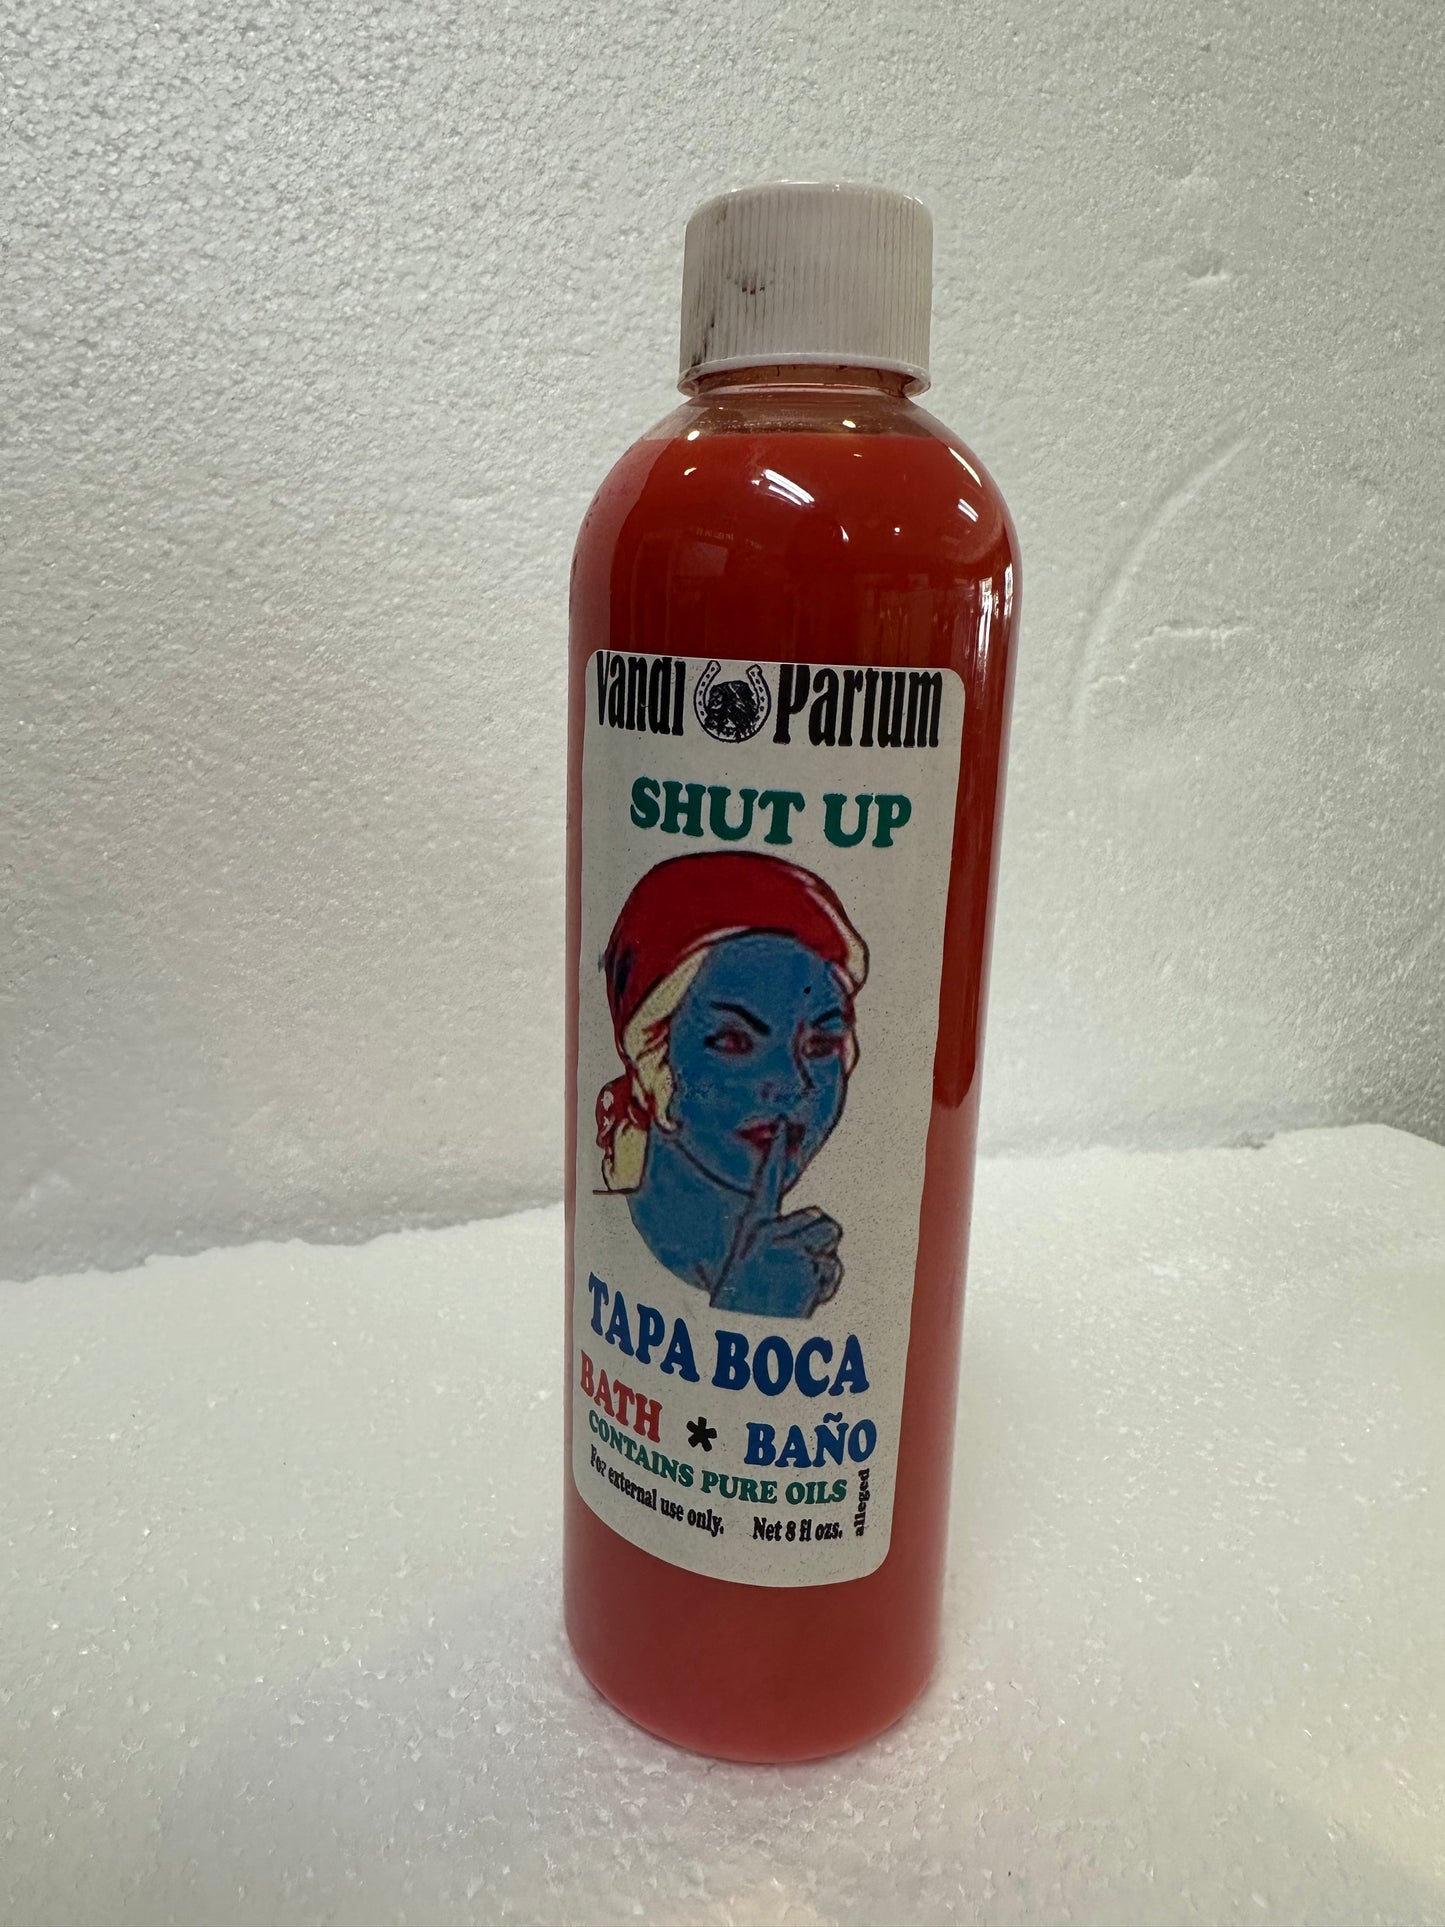 Vandi Parfum
SHUT UP
TAPA BOCA
BATH * BAÑO
CONTAINS PURE OILS
For external use only. Net 8 fl ozs.
alleged